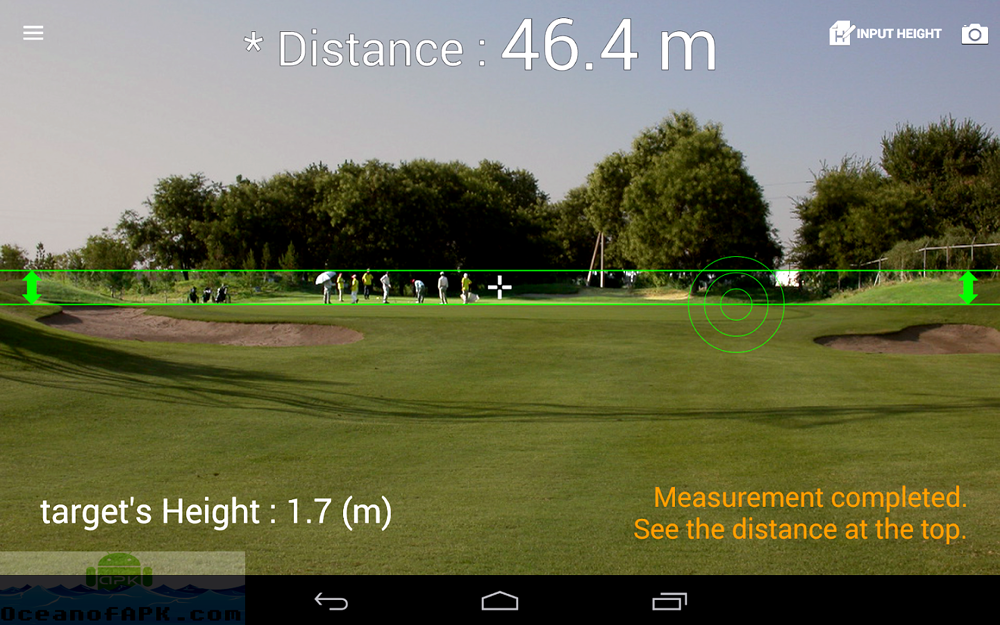 * Distance : 46.4 m
INPUT HEIGHT
target's Height : 1.7 (m)
Measurement completed.
See the distance at the top.
APK
OceanofAPK.com